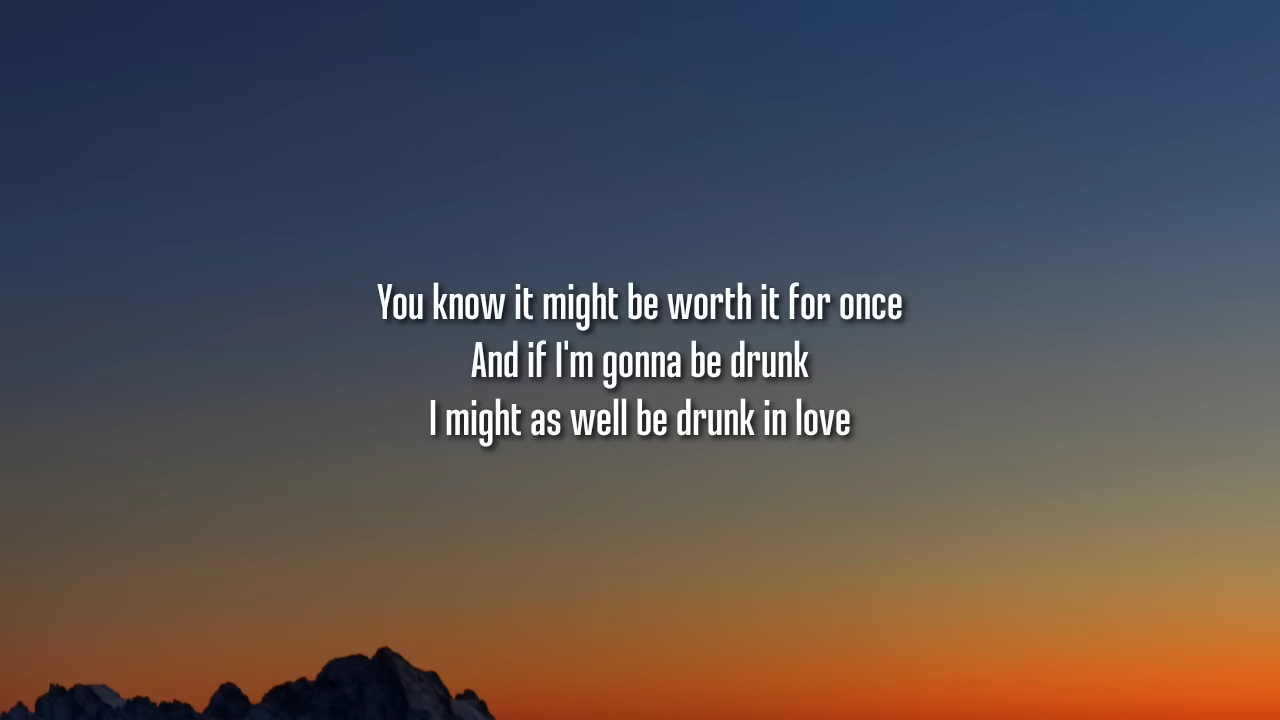 You know it might be worth it for once
And if I'm gonna be drunk
I might as well be drunk in love